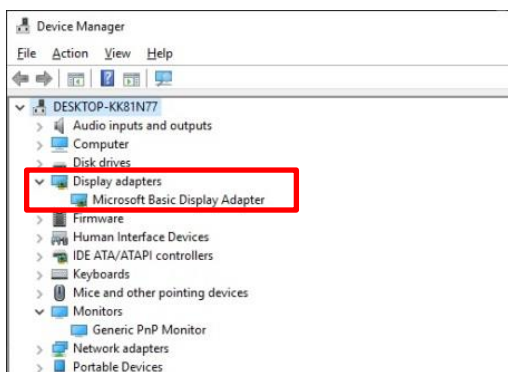 Device Manager
File Action View Help
DESKTOP-KK81N77
Audio inputs and outputs
Computer
Disk drives
Display adapters
Microsoft Basic Display Adapter
Firmware
Human Interface Devices
IDE ATA/ATAPI controllers
Keyboards
Mice and other pointing devices
Monitors
Generic PnP Monitor
Network adapters
Portable Devices